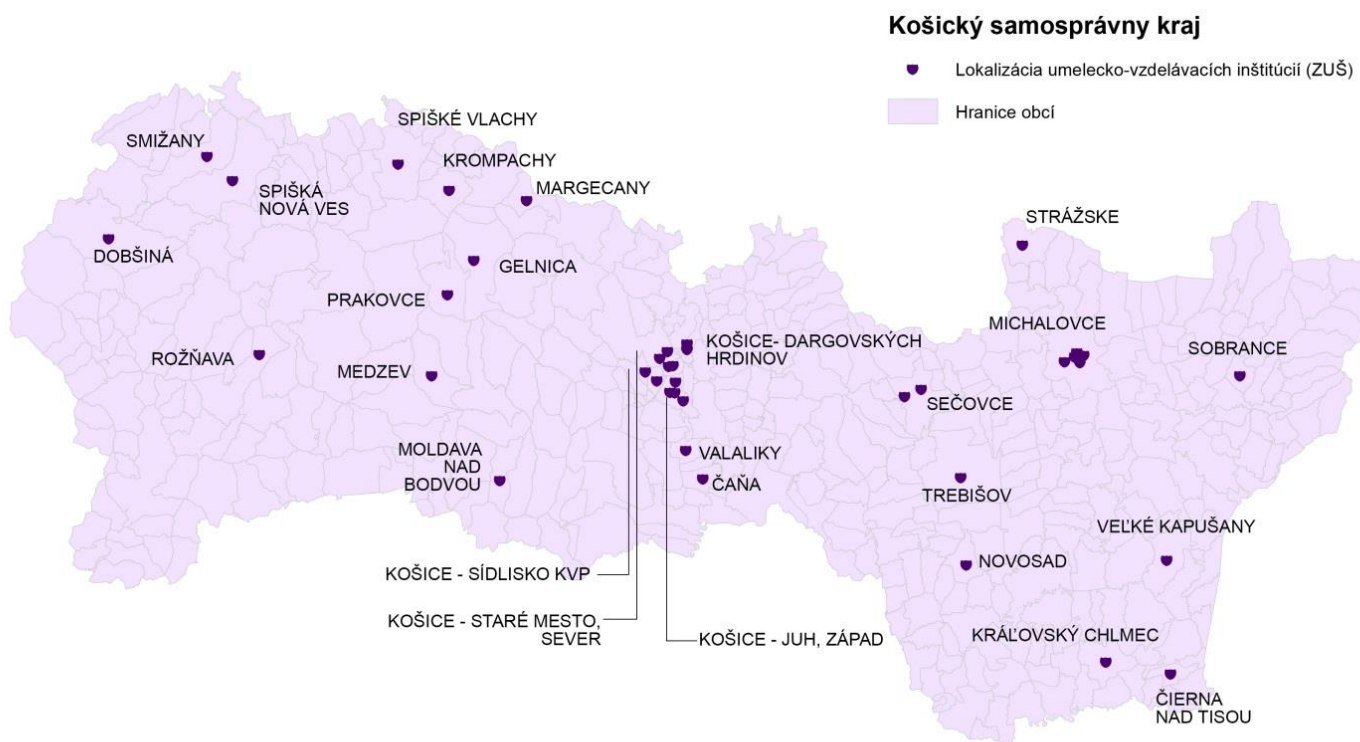 Košický samosprávny kraj
Lokalizácia umelecko-vzdelávacích inštitúcií (ZUŠ)
Hranice obcí
SPIŠKÉ VLACHY
SMIŽANY
KROMPACHY
SPIŠKÁ
NOVÁ VES
MARGECANY
STRÁŽSKE
DOBŠINÁ
GELNICA
PRAKOVCE
MICHALOVCE
KOŠICE- DARGOVSKÝCH
HRDINOV
ROŽŇAVA
SOBRANCE
MEDZEV
SEČOVCE
MOLDAVA
NAD
BODVOU
VALALIKY
ČAŇA
TREBIŠOV
VEĽKÉ KAPUŠANY
NOVOSAD
KOŠICE - SÍDLISKO KVP
KOŠICE - STARÉ MESTO,
SEVER
KOŠICE - JUH, ZÁPAD
KRÁĽOVSKÝ CHLMEC
ČIERNA
NAD TISOU